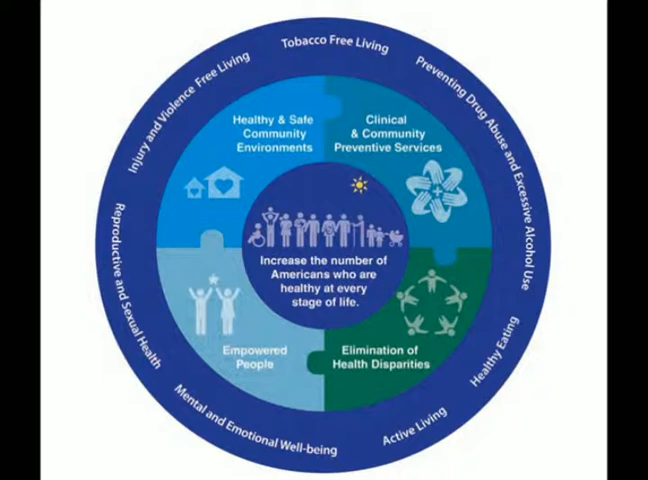 Tobacco Free Living
Preventing Drug Abuse and Excessive Alcohol Use
Healthy Eating
Active Living
Mental and Emotional Well-being
Reproductive and Sexual Health
Injury and Violence Free Living
Healthy & Safe
Community
Environments
Clinical
& Community
Preventive Services
Increase the number of
Americans who are
healthy at every
stage of life.
Empowered
People
Elimination of
Health Disparities